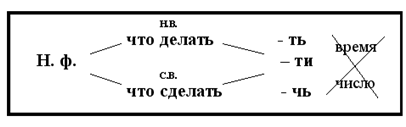 н.в.
что делать - ть время
Н. ф. – ти
что сделать - чь число
с.в.